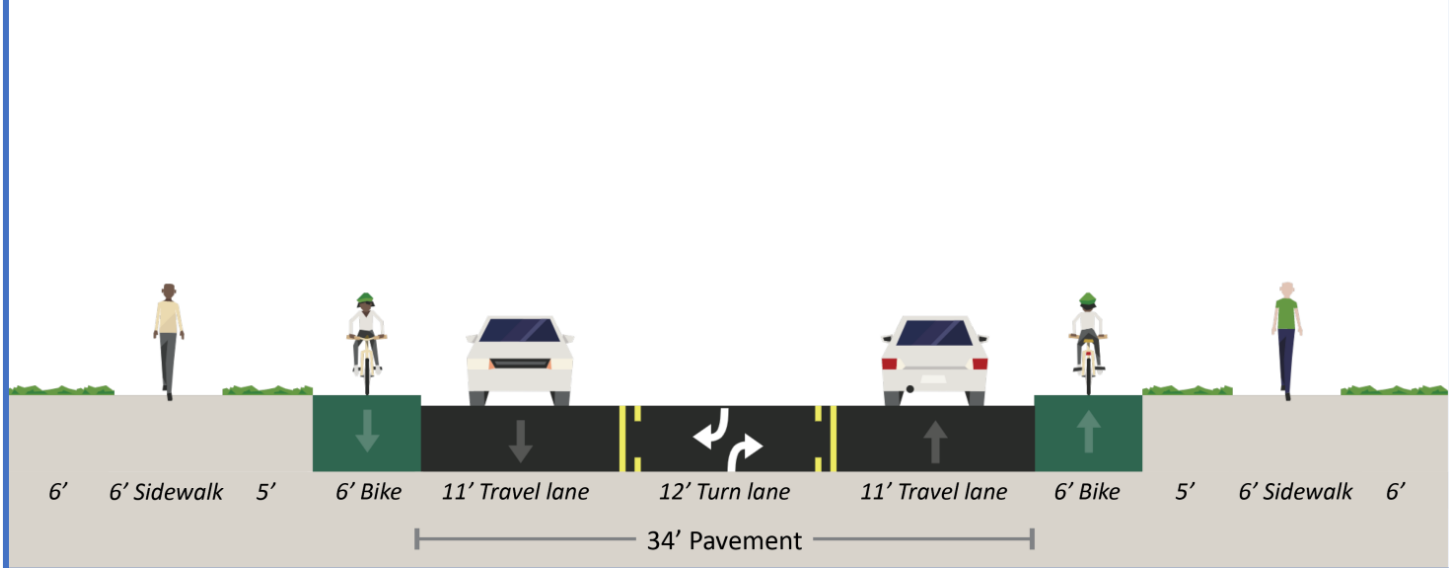 6’ 6’ Sidewalk 5’ 6’ Bike 11’ Travel lane 12’ Turn lane 11’ Travel lane 6’ Bike 5’ 6’ Sidewalk 6’
34’ Pavement